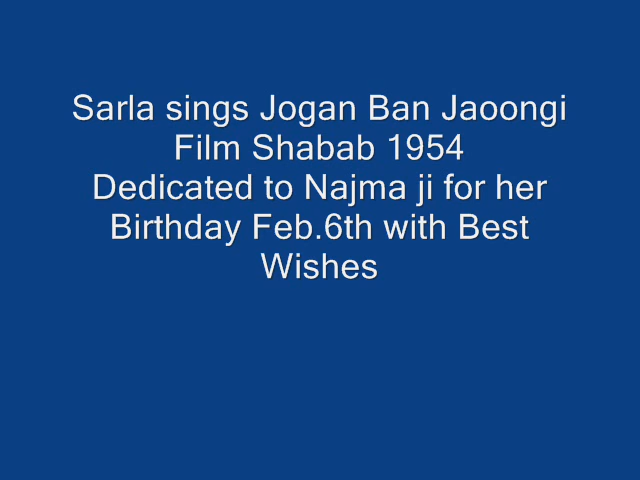 Sarla sings Jogan Ban Jaoongi
Film Shabab 1954
Dedicated to Najma ji for her
Birthday Feb.6th with Best
Wishes